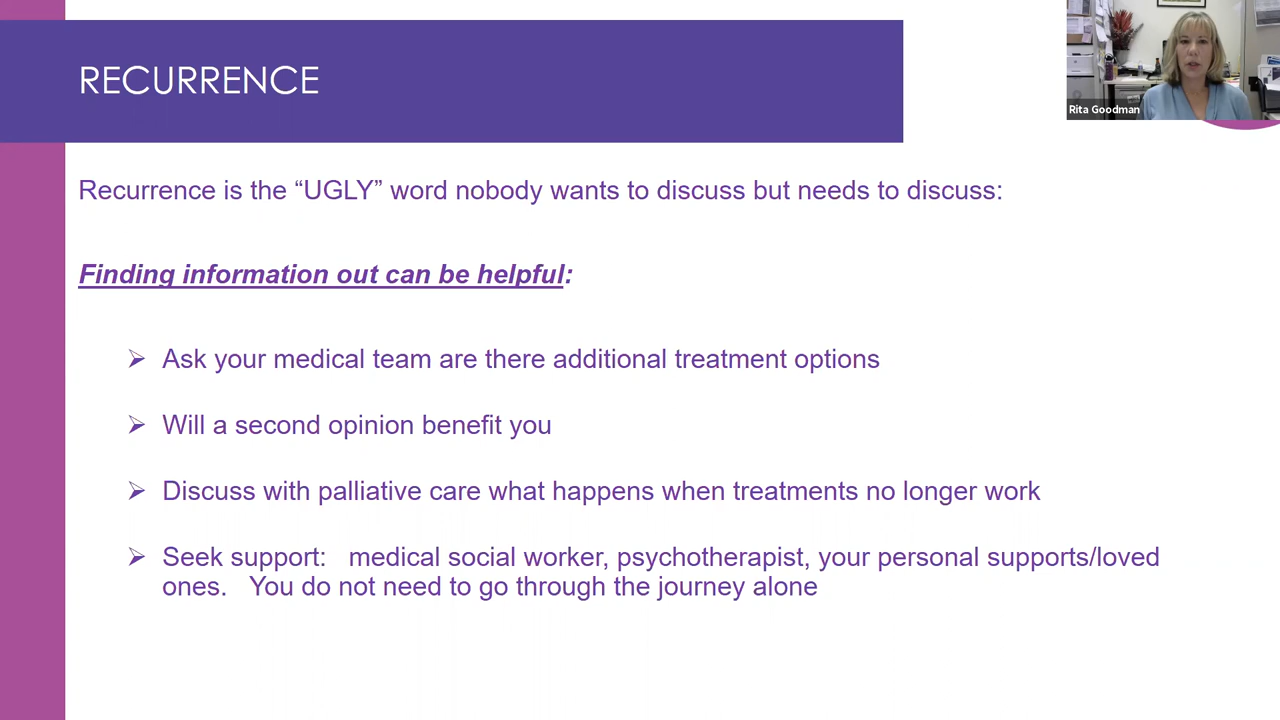 RECURRENCE
Rita Goodman
Recurrence is the “UGLY” word nobody wants to discuss but needs to discuss:
Finding information out can be helpful:
➢ Ask your medical team are there additional treatment options
➢ Will a second opinion benefit you
➢ Discuss with palliative care what happens when treatments no longer work
➢ Seek support:   medical social worker, psychotherapist, your personal supports/loved
ones.   You do not need to go through the journey alone